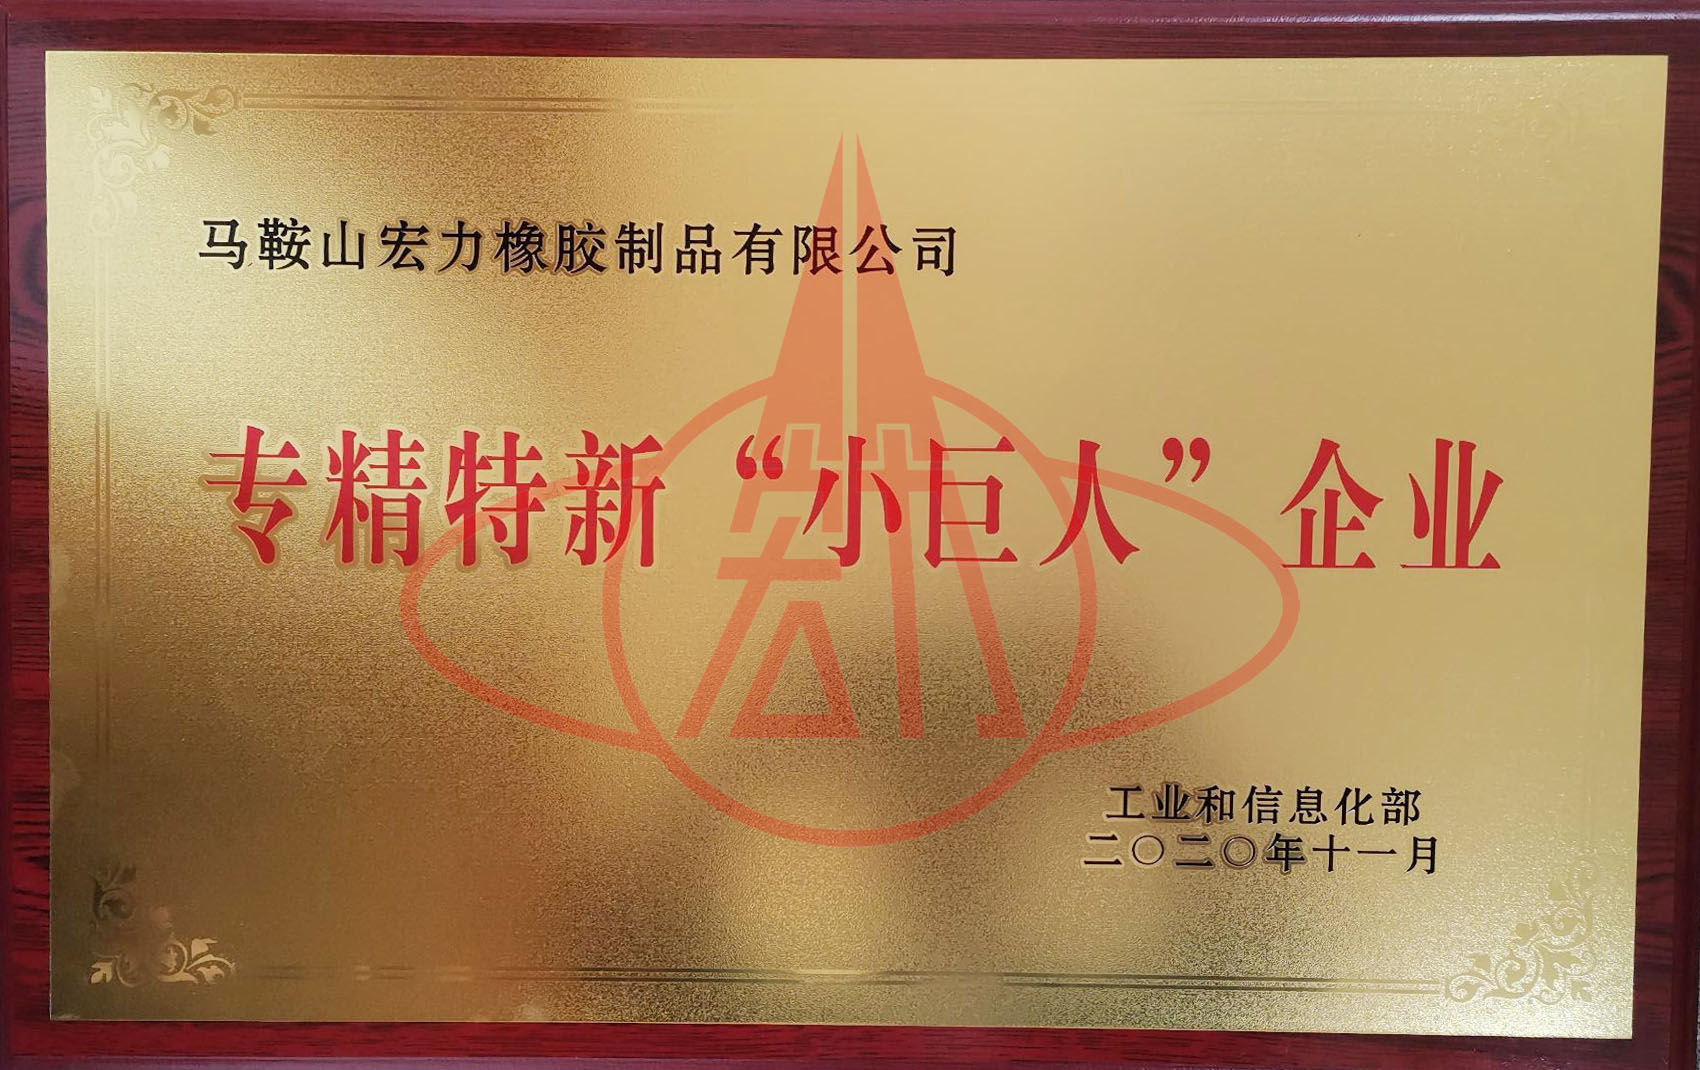 马鞍山宏力橡胶制品有限公司
专精特新“小巨人”企业
工业和信息化部
二〇二〇年十一月